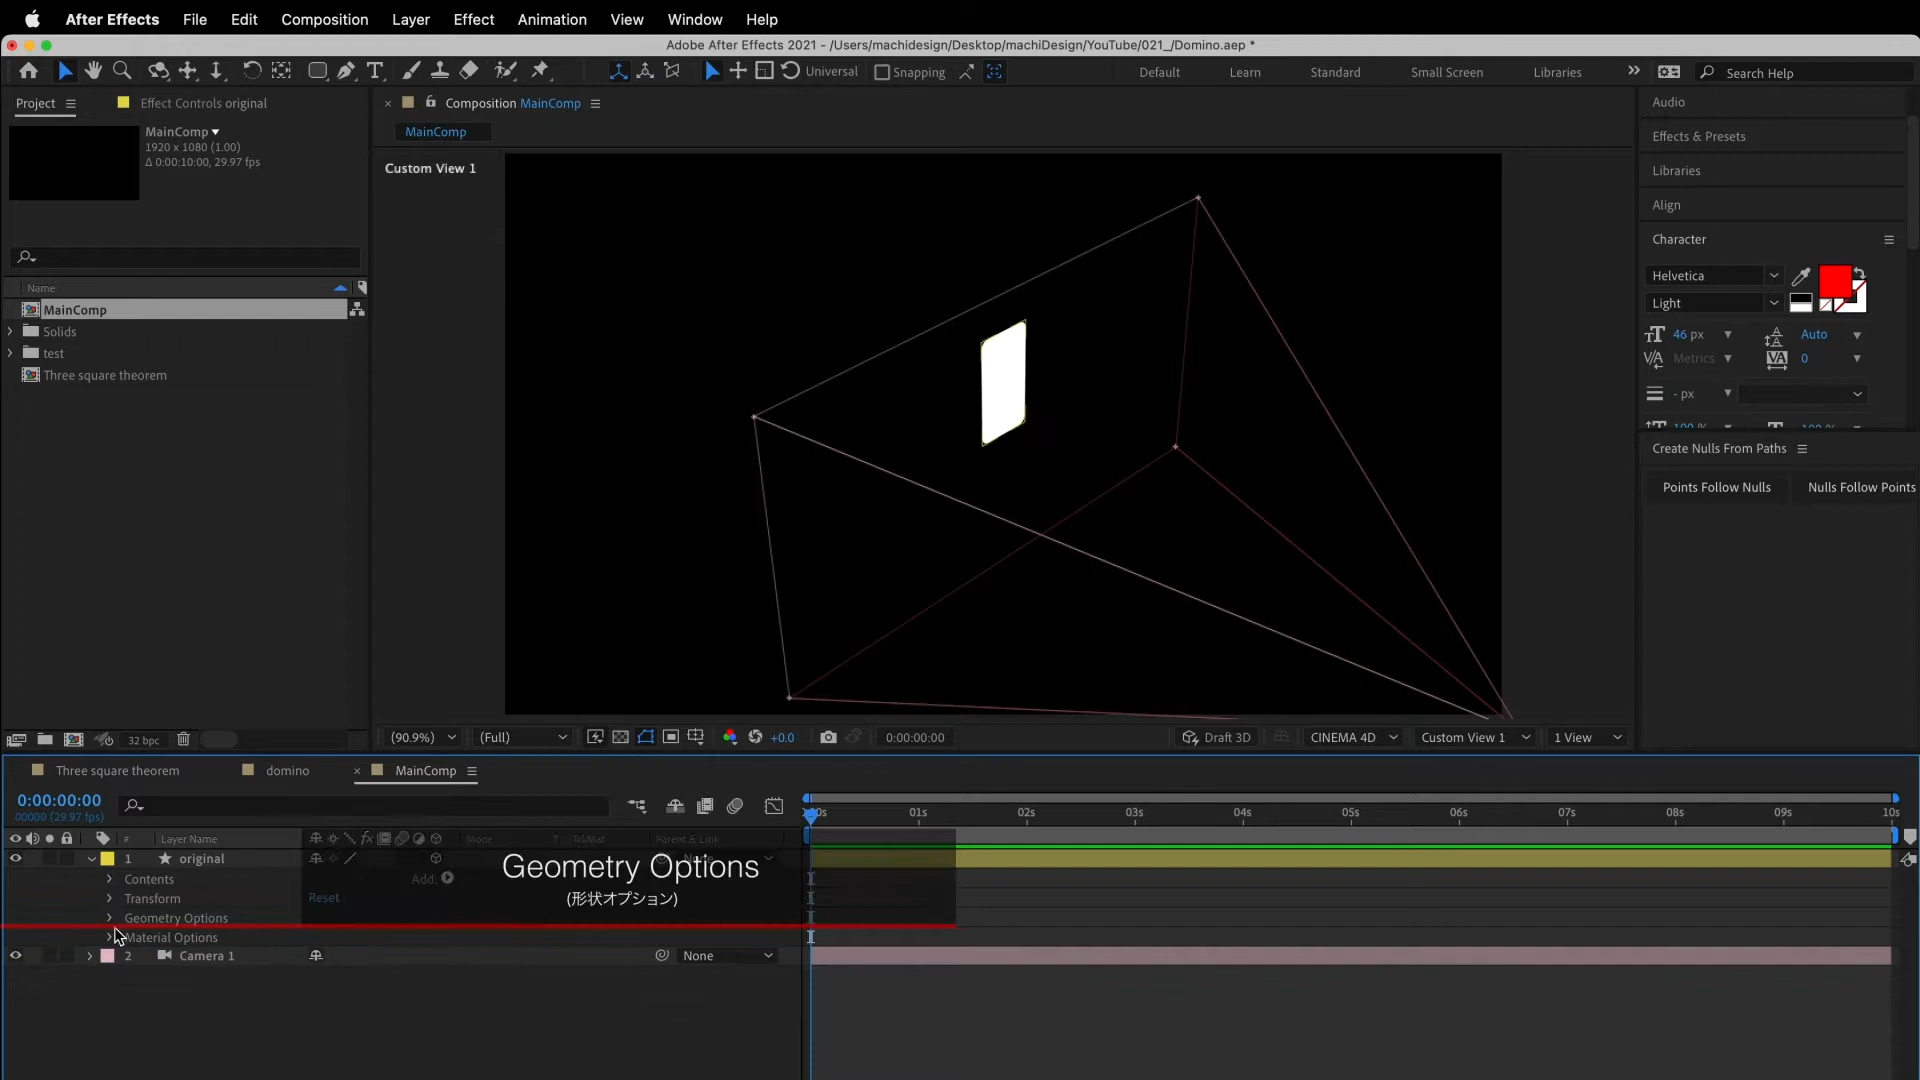 After Effects File Edit Composition Layer Effect Animation View Window Help
Adobe After Effects 2021 - /Users/machidesign/Desktop/machiDesign/YouTube/021_/Domino.aep *
Universal Snapping Default Learn Standard Small Screen Libraries Search Help
Project Effect Controls original
MainComp
1920 x 1080 (1.00)
Δ 0:00:10:00, 29.97 fps
Name
MainComp
Solids
test
Three square theorem
32 bpc
Composition MainComp
MainComp
Custom View 1
(90.9%) (Full) +0.0 0:00:00:00 Draft 3D CINEMA 4D Custom View 1 1 View
Audio
Effects & Presets
Libraries
Align
Character
Helvetica
Light
46 px Auto
Metrics 0
- px
100 % 100 %
Create Nulls From Paths
Points Follow Nulls Nulls Follow Points
Three square theorem domino MainComp
0:00:00:00
00000 (29.97 fps)
:00s 01s 02s 03s 04s 05s 06s 07s 08s 09s 10s
# Layer Name Mode T TrkMat Parent & Link
1 original
Contents Add:
Transform Reset
Geometry Options
Material Options
2 Camera 1 None
Geometry Options
(形状オプション)